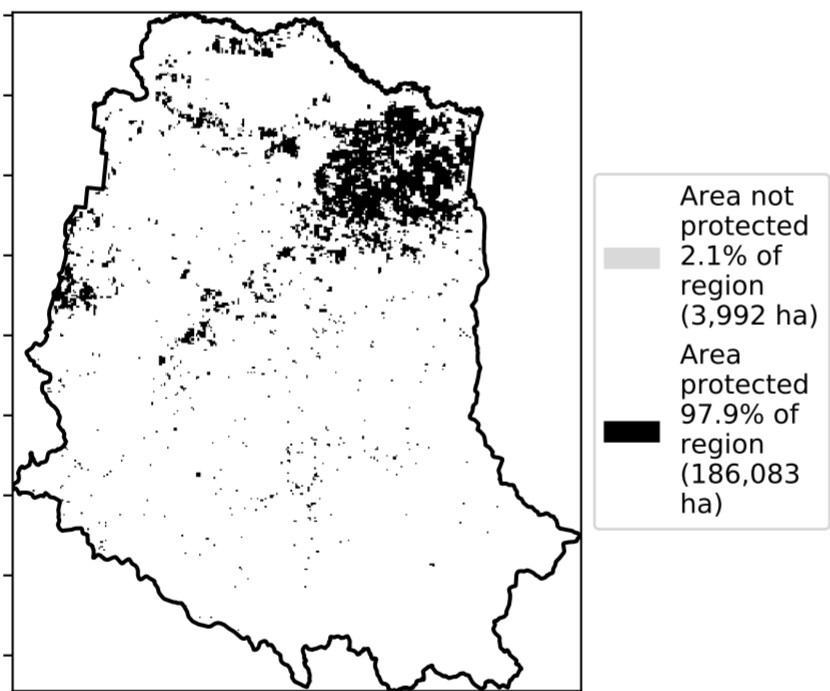 Area not
protected
2.1% of
region
(3,992 ha)
Area
protected
97.9% of
region
(186,083
ha)